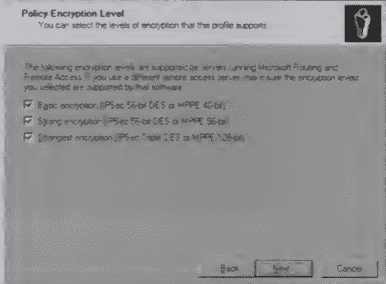 Policy Encryption Level
You can select the levels of encryption that this profile supports.
The following encryption levels are supported by servers running Microsoft Routing and
Remote Access. If you use a different remote access server, make sure the encryption levels
you selected are supported by that software.
Basic encryption (IPSec 56-bit DES or MPPE 40-bit)
Strong encryption (IPSec 56-bit DES or MPPE 56-bit)
Strongest encryption (IPSec Triple DES or MPPE 128-bit)
Back
Next
Cancel